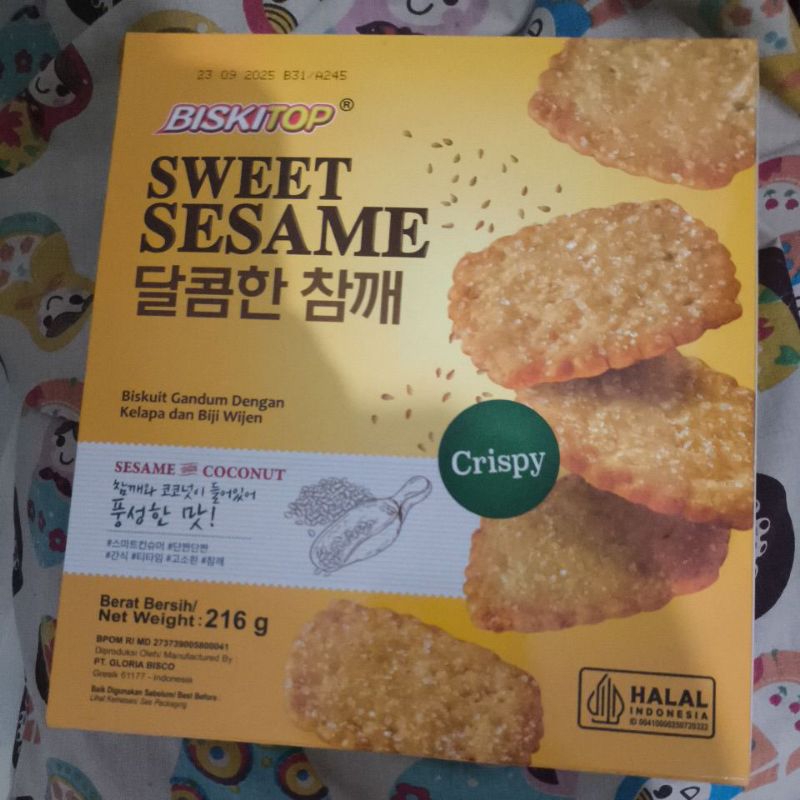 23 09 2025 B31/A245
BISKITOP®
SWEET
SESAME
달콤한 참깨
Biskuit Gandum Dengan
Kelapa dan Biji Wijen
Crispy
SESAME COCONUT
참깨와 코코넛이 들어있어
풍성한 맛!
#스마트컨슈머 #단짠단짠
#간식 #티타임 #고소한 #참깨
Berat Bersih/
Net Weight : 216 g
BPOM RI MD 273739005800041
Diproduksi Oleh/ Manufactured By
PT. GLORIA BISCO
Gresik 61177 - Indonesia
Baik Digunakan Sebelum/ Best Before :
Lihat Kemasan/ See Packaging
HALAL
INDONESIA